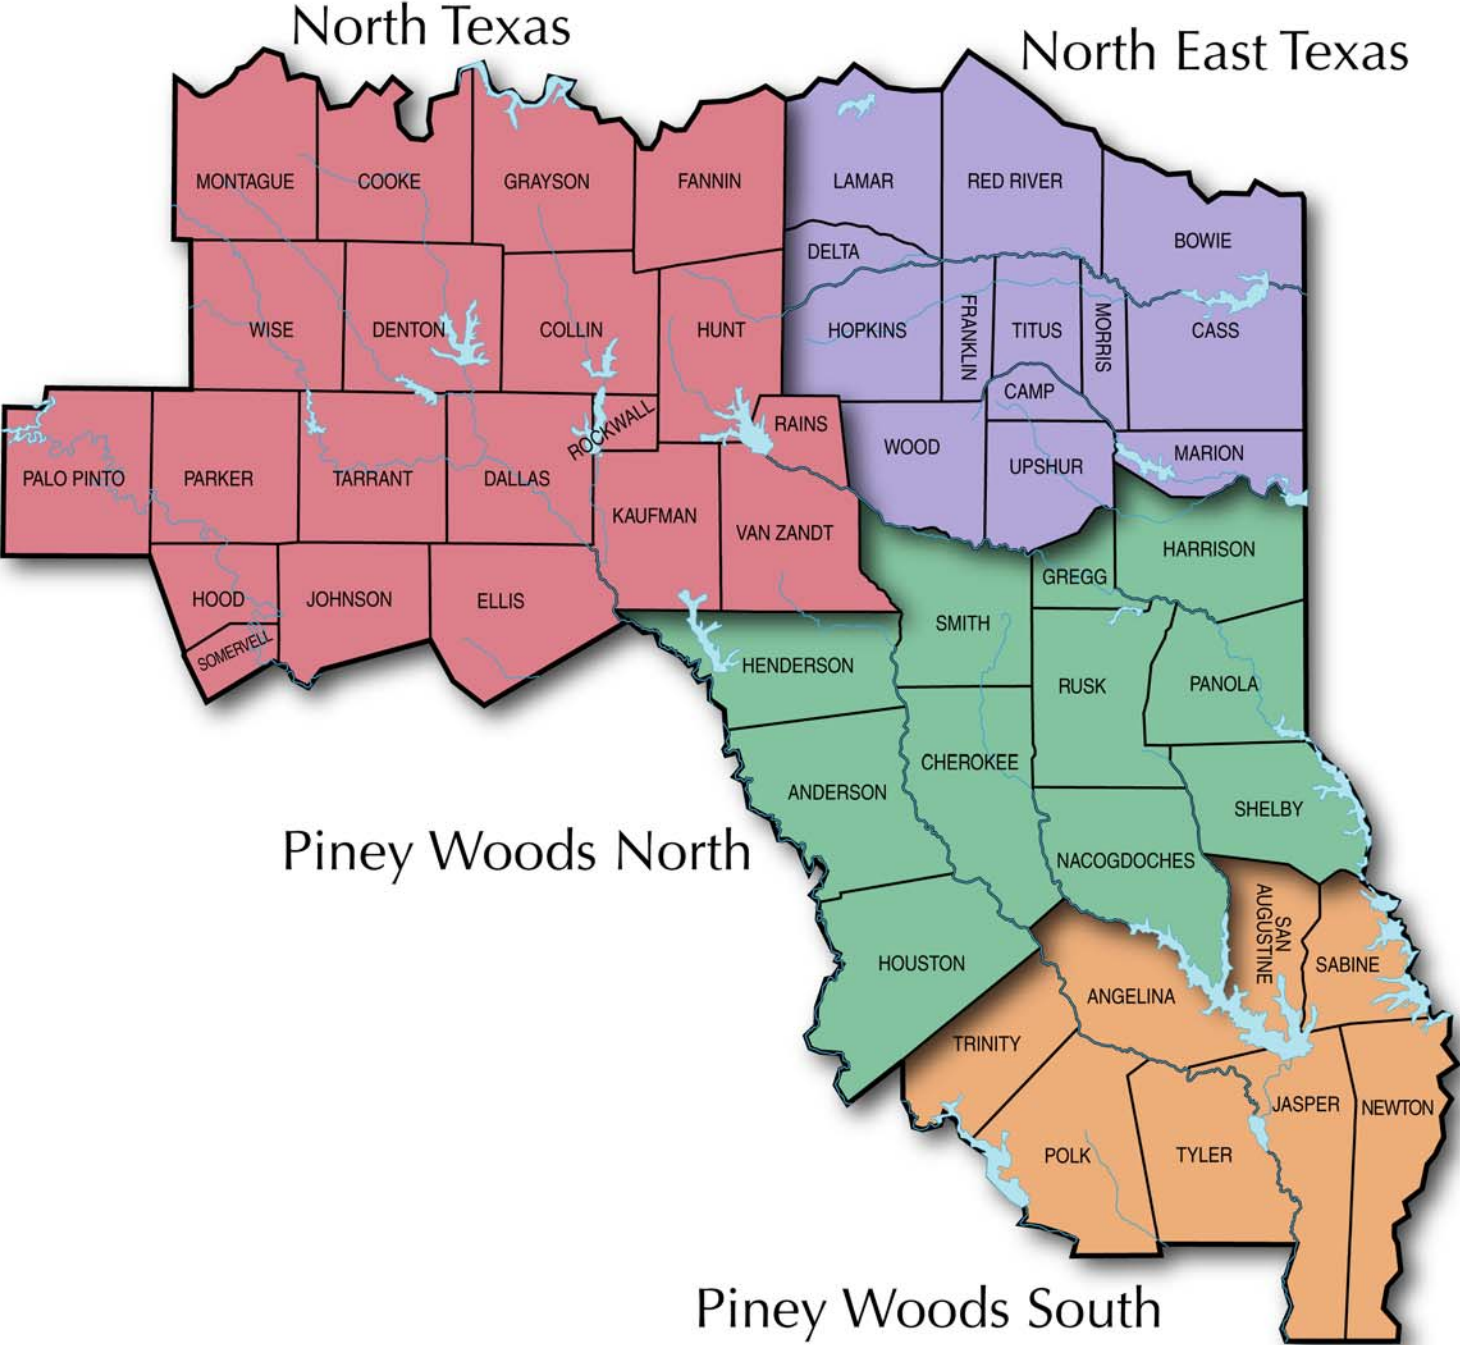 North Texas
North East Texas
MONTAGUE
COOKE
GRAYSON
FANNIN
LAMAR
RED RIVER
BOWIE
DELTA
WISE
DENTON
COLLIN
HUNT
HOPKINS
FRANKLIN
TITUS
MORRIS
CASS
CAMP
ROCKWALL
RAINS
WOOD
UPSHUR
MARION
PALO PINTO
PARKER
TARRANT
DALLAS
KAUFMAN
VAN ZANDT
HARRISON
GREGG
HOOD
JOHNSON
ELLIS
SOMERVELL
SMITH
HENDERSON
RUSK
PANOLA
CHEROKEE
ANDERSON
SHELBY
Piney Woods North
NACOGDOCHES
SAN
AUGUSTINE
HOUSTON
SABINE
ANGELINA
TRINITY
JASPER
NEWTON
POLK
TYLER
Piney Woods South